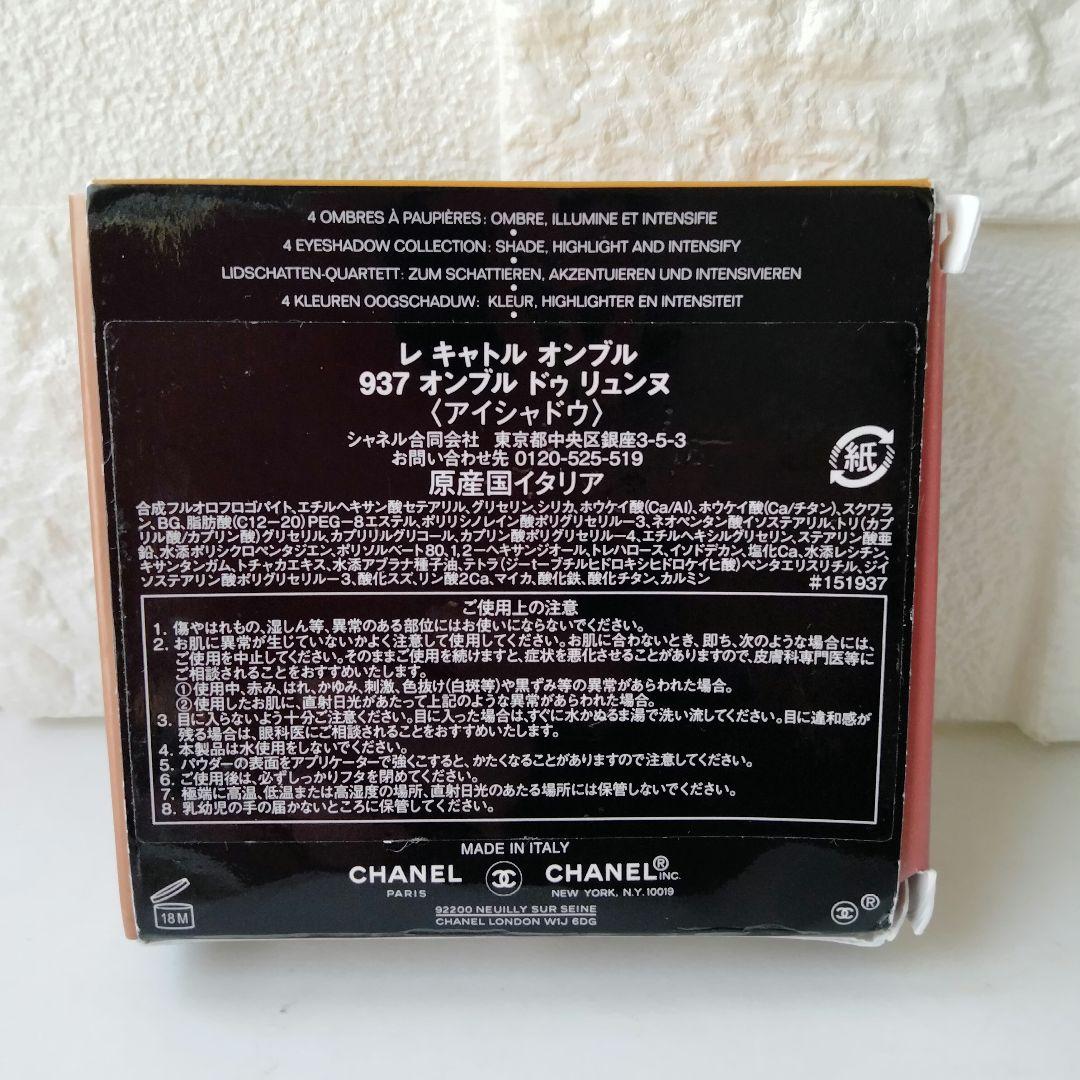 4 OMBRES À PAUPIÈRES : OMBRE, ILLUMINE ET INTENSIFIE
4 EYESHADOW COLLECTION : SHADE, HIGHLIGHT AND INTENSIFY
LIDSCHATTEN-QUARTETT : ZUM SCHATTIEREN, AKZENTUIEREN UND INTENSIVIEREN
4 KLEUREN OOGSCHADUW : KLEUR, HIGHLIGHTER EN INTENSITEIT
レ キャトル オンブル
937 オンブル ドゥ リュンヌ
〈アイシャドウ〉
シャネル合同会社 東京都中央区銀座3-5-3
お問い合わせ先 0120-525-519
原産国イタリア
紙
合成フルオロフロゴパイト、エチルヘキサン酸セテアリル、グリセリン、シリカ、ホウケイ酸(Ca/Al)、ホウケイ酸(Ca/チタン)、スクワラ
ン、BG、脂肪酸(C12-20)PEG-8エステル、ポリリシノレイン酸ポリグリセリル-3、ネオペンタン酸イソステアリル、トリ(カプ
リル酸/カプリン酸)グリセリル、カプリリルグリコール、カプリン酸ポリグリセリル-4、エチルヘキシルグリセリン、ステアリン酸亜
鉛、水添ポリシクロペンタジエン、ポリソルベート80、1,2-ヘキサンジオール、トレハロース、イソドデカン、塩化Ca、水添レシチン、
キサンタンガム、トチャカエキス、水添アブラナ種子油、テトラ(ジ-t-ブチルヒドロキシヒドロケイヒ酸)ペンタエリスリチル、ジイ
ソステアリン酸ポリグリセリル-3、酸化スズ、リン酸2Ca、マイカ、酸化鉄、酸化チタン、カルミン #151937
ご使用上の注意
1. 傷やはれもの、湿しん等、異常のある部位にはお使いにならないでください。
2. お肌に異常が生じていないかよく注意して使用してください。お肌に合わないとき、即ち、次のような場合には、
ご使用を中止してください。そのままご使用を続けますと、症状を悪化させることがありますので、皮膚科専門医等に
ご相談されることをおすすめいたします。
①使用中、赤み、はれ、かゆみ、刺激、色抜け(白斑等)や黒ずみ等の異常があらわれた場合。
②使用したお肌に、直射日光があたって上記のような異常があらわれた場合。
3. 目に入らないよう十分ご注意ください。目に入った場合は、すぐに水かぬるま湯で洗い流してください。目に違和感が
残る場合は、眼科医にご相談されることをおすすめいたします。
4. 本製品は水使用をしないでください。
5. パウダーの表面をアプリケーターで強くこすると、かたくなることがありますので注意してください。
6. ご使用後は、必ずしっかりフタを閉めてください。
7. 極端に高温、低温または高湿度の場所、直射日光のあたる場所には保管しないでください。
8. 乳幼児の手の届かないところに保管してください。
MADE IN ITALY
CHANEL CHANEL® INC.
PARIS NEW YORK, N.Y. 10019
92200 NEUILLY SUR SEINE
CHANEL LONDON W1J 6DG
18M
®